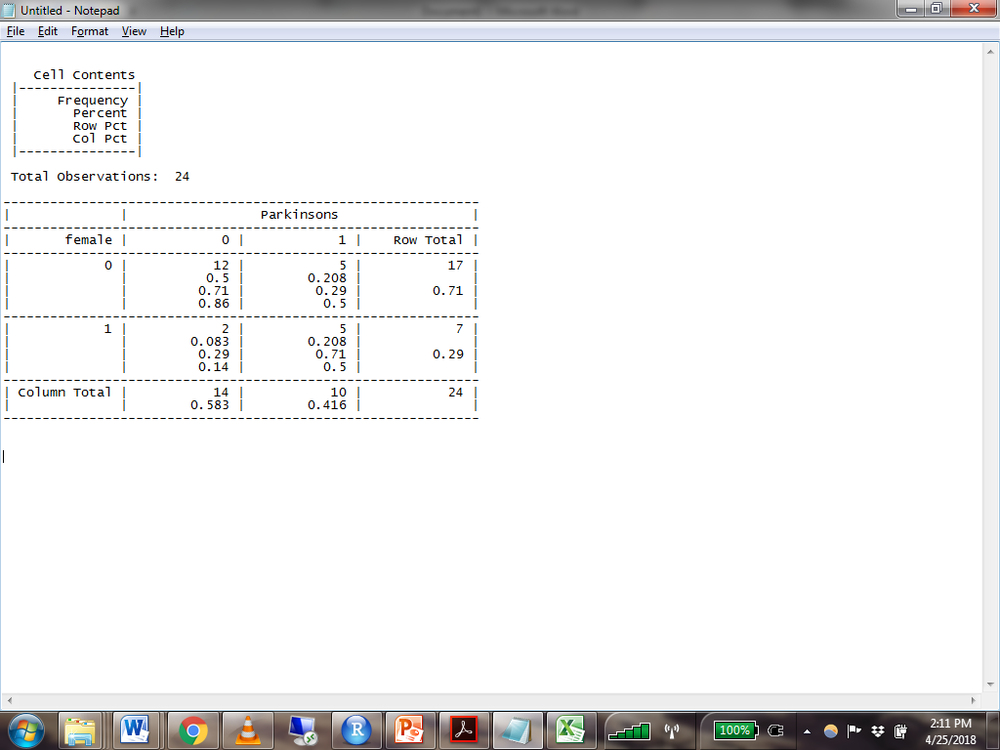 Untitled - Notepad
File Edit Format View Help
Cell Contents
|---------------|
| Frequency |
| Percent |
| Row Pct |
| Col Pct |
|---------------|
Total Observations: 24
-------------------------------------------------------------
| | Parkinsons |
-------------------------------------------------------------
| female | 0 | 1 | Row Total |
-------------------------------------------------------------
| 0 | 12 | 5 | 17 |
| | 0.5 | 0.208 | |
| | 0.71 | 0.29 | 0.71 |
| | 0.86 | 0.5 | |
-------------------------------------------------------------
| 1 | 2 | 5 | 7 |
| | 0.083 | 0.208 | |
| | 0.29 | 0.71 | 0.29 |
| | 0.14 | 0.5 | |
-------------------------------------------------------------
| Column Total | 14 | 10 | 24 |
| | 0.583 | 0.416 | |
-------------------------------------------------------------
100%
2:11 PM
4/25/2018